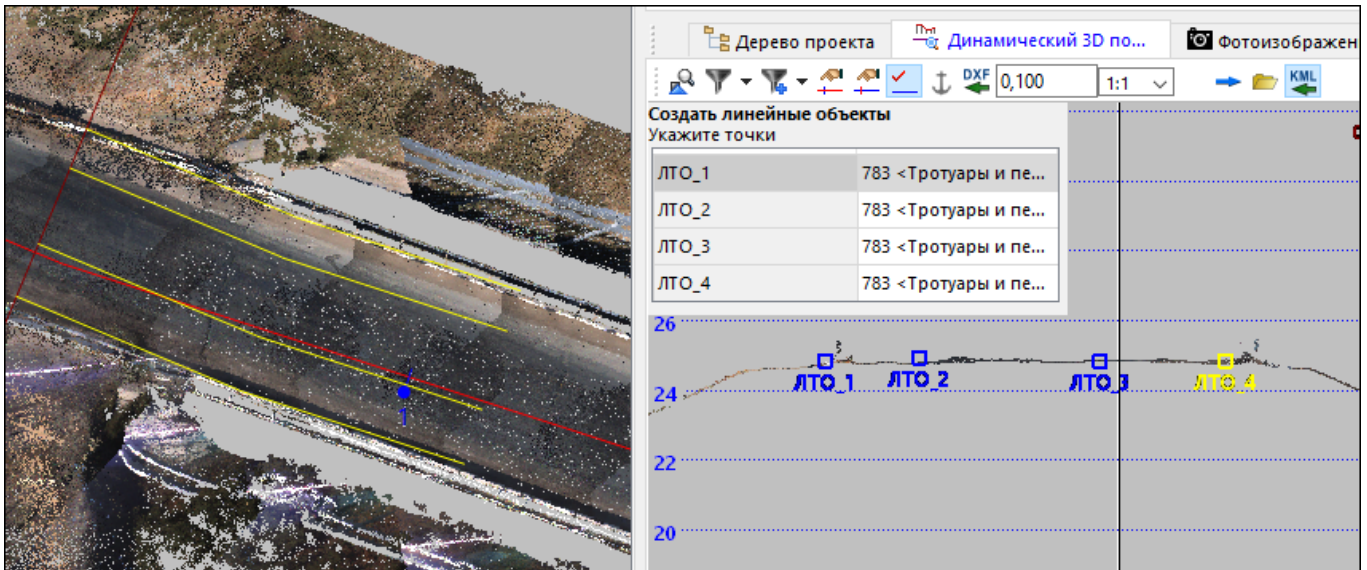 Дерево проекта
Динамический 3D по...
Фотоизображен
DXF
0,100
1:1
KML
Создать линейные объекты
Укажите точки
ЛТО_1 783 <Тротуары и пе...
ЛТО_2 783 <Тротуары и пе...
ЛТО_3 783 <Тротуары и пе...
ЛТО_4 783 <Тротуары и пе...
26
ЛТО_1 ЛТО_2 ЛТО_3 ЛТО_4
24
22
20
1